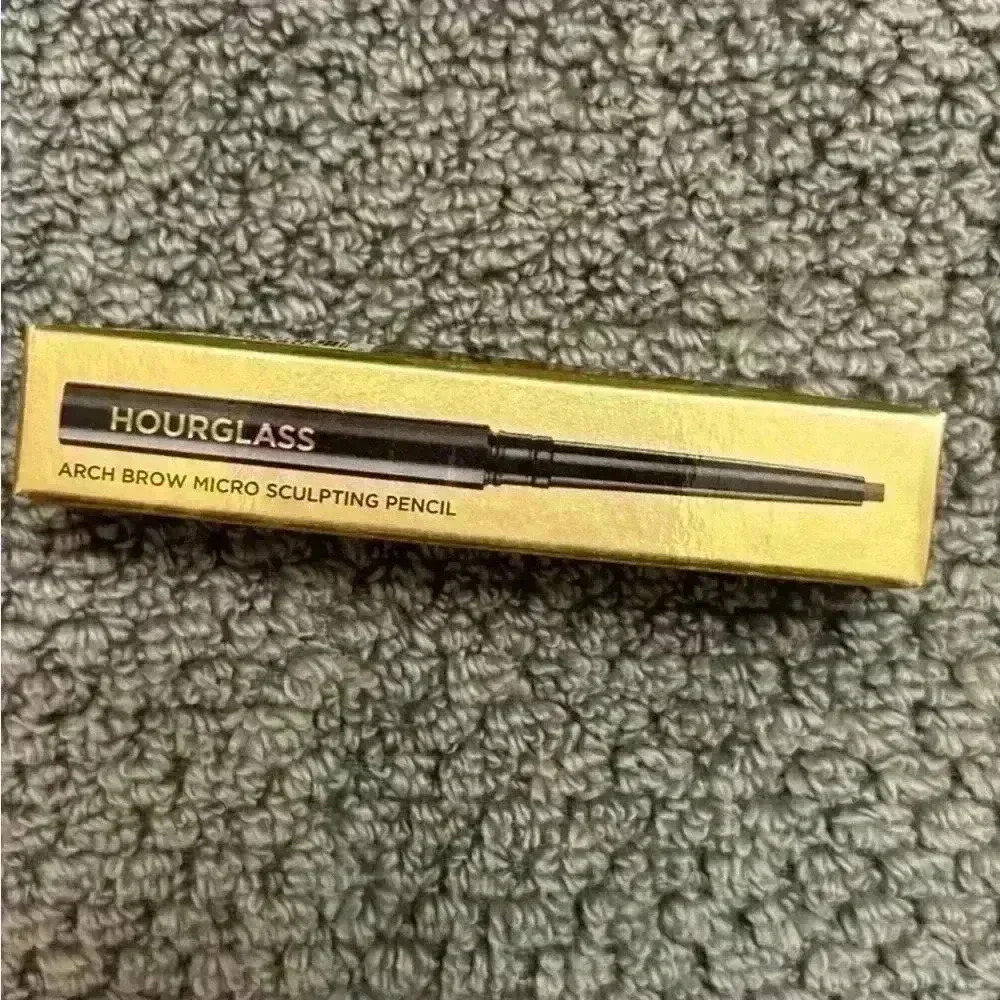 HOURGLASS
ARCH BROW MICRO SCULPTING PENCIL